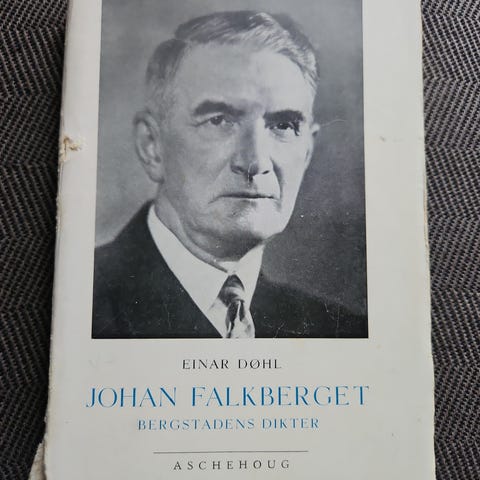 EINAR DØHL
JOHAN FALKBERGET
BERGSTADENS DIKTER
ASCHEHOUG